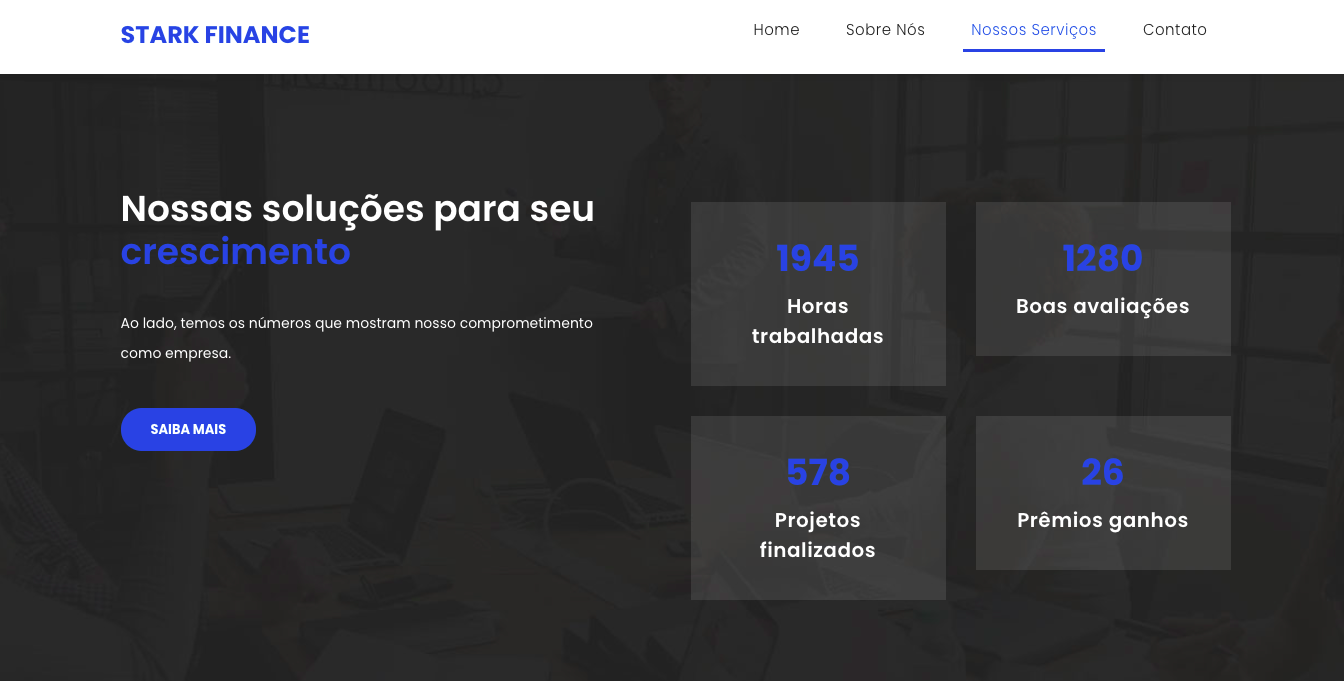 STARK FINANCE
Home
Sobre Nós
Nossos Serviços
Contato
Nossas soluções para seu
crescimento
Ao lado, temos os números que mostram nosso comprometimento
como empresa.
SAIBA MAIS
1945
Horas
trabalhadas
1280
Boas avaliações
578
Projetos
finalizados
26
Prêmios ganhos